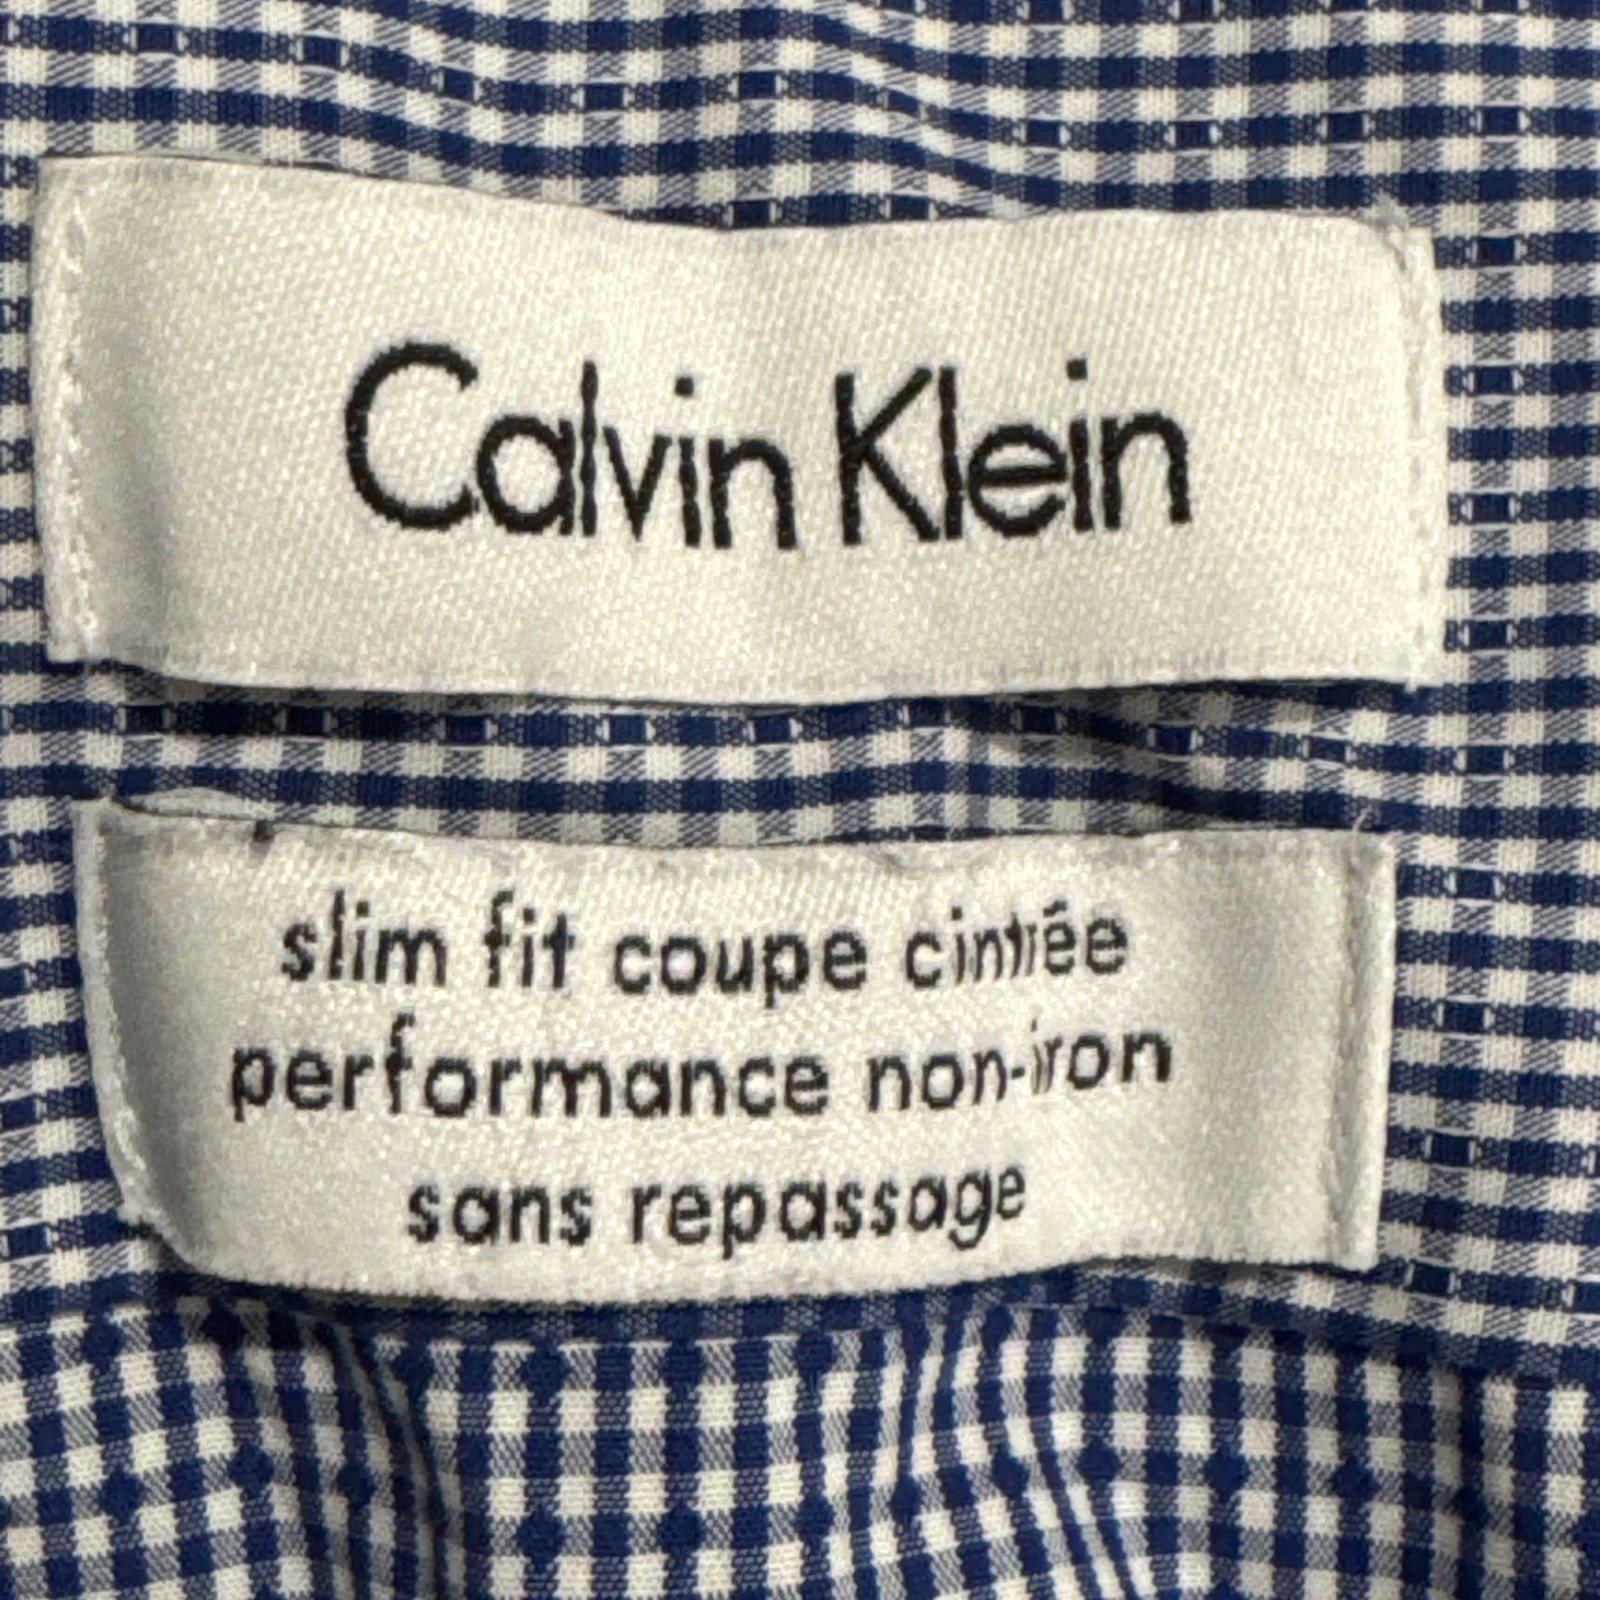 Calvin Klein
slim fit coupe cintrée
performance non-iron
sans repassage